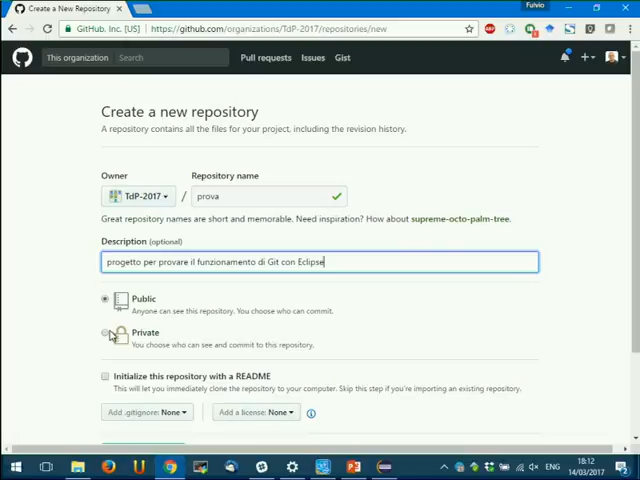 Create a New Repository
Fulvio
GitHub, Inc. [US]
https://github.com/organizations/TdP-2017/repositories/new
This organization
Search
Pull requests
Issues
Gist
Create a new repository
A repository contains all the files for your project, including the revision history.
Owner
Repository name
TdP-2017
/
prova
Great repository names are short and memorable. Need inspiration? How about supreme-octo-palm-tree.
Description (optional)
progetto per provare il funzionamento di Git con Eclipse
Public
Anyone can see this repository. You choose who can commit.
Private
You choose who can see and commit to this repository.
Initialize this repository with a README
This will let you immediately clone the repository to your computer. Skip this step if you're importing an existing repository.
Add .gitignore: None
Add a license: None
ENG
18:12
14/03/2017